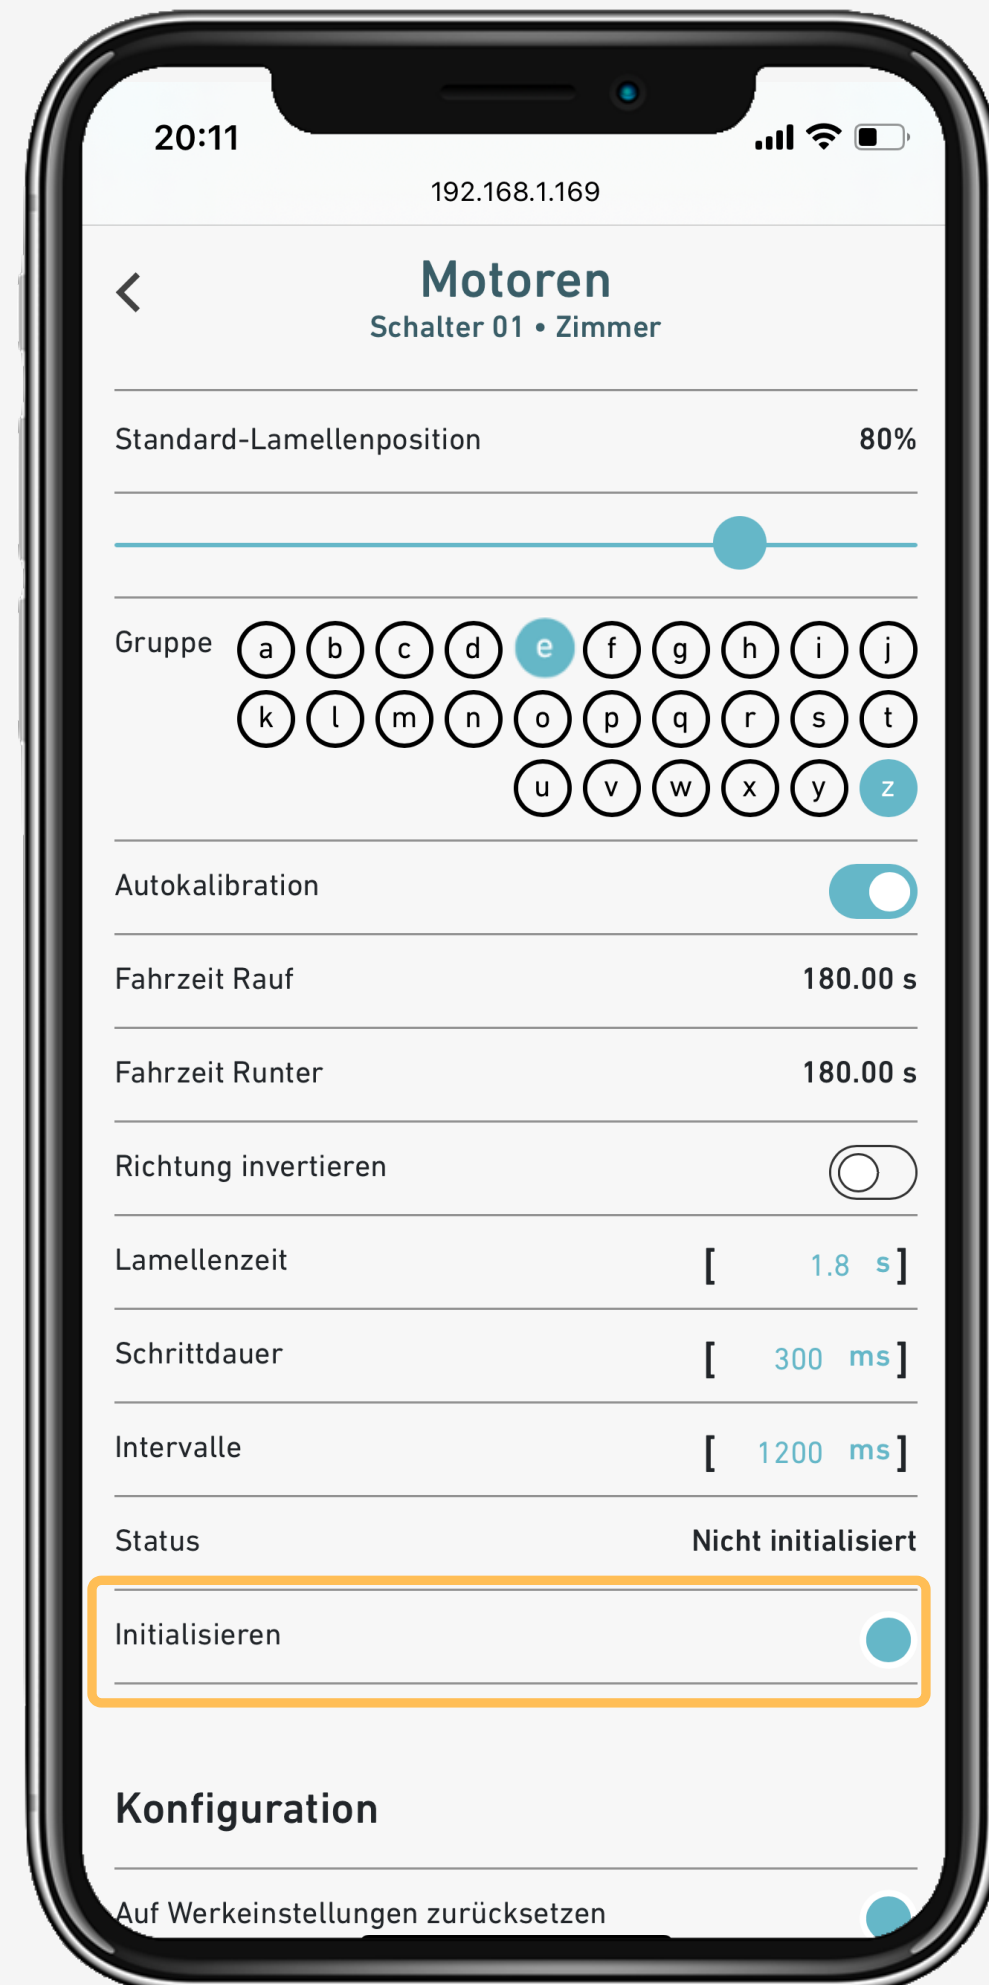 20:11
192.168.1.169
Motoren
Schalter 01 • Zimmer
Standard-Lamellenposition 80%
Gruppe a b c d e f g h i j
k l m n o p q r s t
u v w x y z
Autokalibration
Fahrzeit Rauf 180.00 s
Fahrzeit Runter 180.00 s
Richtung invertieren
Lamellenzeit [ 1.8 s ]
Schrittdauer [ 300 ms ]
Intervalle [ 1200 ms ]
Status Nicht initialisiert
Initialisieren
Konfiguration
Auf Werkeinstellungen zurücksetzen